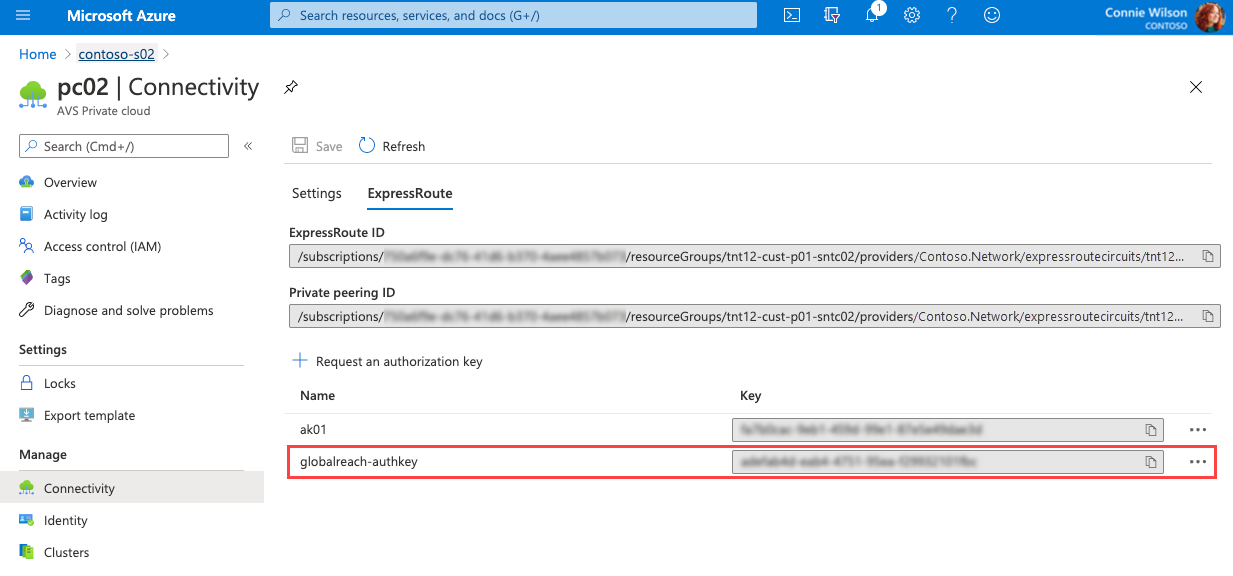 Microsoft Azure
Search resources, services, and docs (G+/)
1
Connie Wilson
CONTOSO
Home > contoso-s02 >
pc02 | Connectivity
AVS Private cloud
Search (Cmd+/)
«
Save
Refresh
Overview
Activity log
Access control (IAM)
Tags
Diagnose and solve problems
Settings
Locks
Export template
Manage
Connectivity
Identity
Clusters
Settings
ExpressRoute
ExpressRoute ID
/subscriptions/ /resourceGroups/tnt12-cust-p01-sntc02/providers/Contoso.Network/expressroutecircuits/tnt12...
Private peering ID
/subscriptions/ /resourceGroups/tnt12-cust-p01-sntc02/providers/Contoso.Network/expressroutecircuits/tnt12...
Request an authorization key
Name Key
ak01
globalreach-authkey